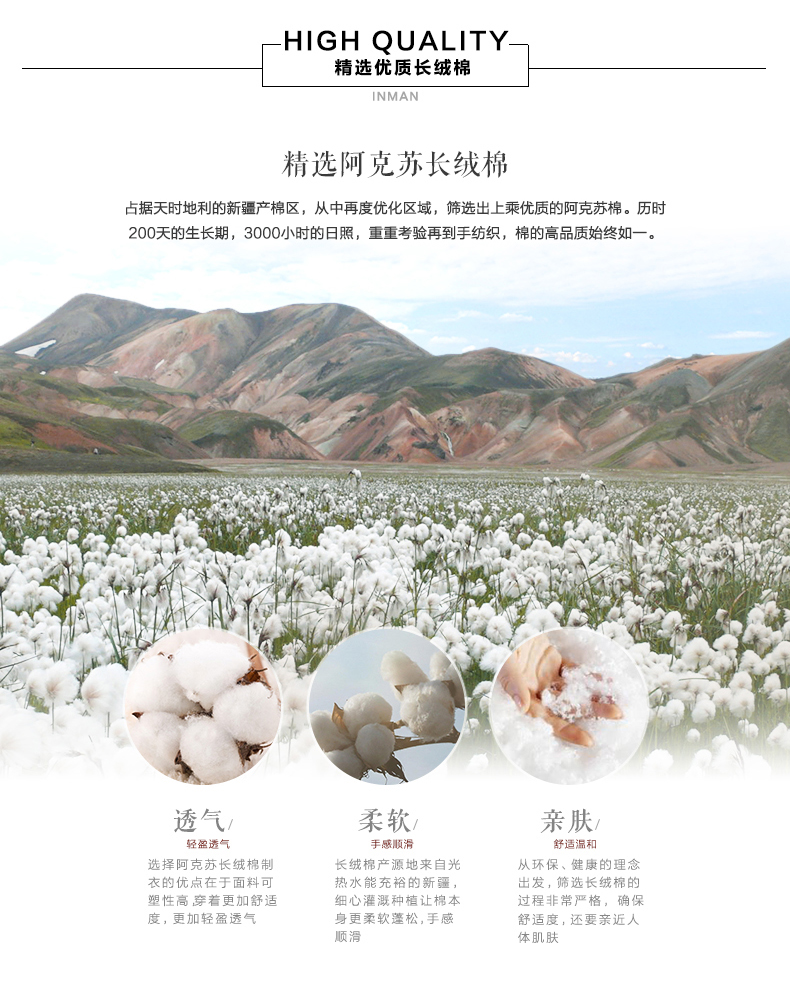 HIGH QUALITY
精选优质长绒棉
INMAN
精选阿克苏长绒棉
占据天时地利的新疆产棉区，从中再度优化区域，筛选出上乘优质的阿克苏棉。历时
200天的生长期，3000小时的日照，重重考验再到手纺织，棉的高品质始终如一。
透气/
轻盈透气
选择阿克苏长绒棉制
衣的优点在于面料可
塑性高,穿着更加舒适
度，更加轻盈透气
柔软/
手感顺滑
长绒棉产源地来自光
热水能充裕的新疆，
细心灌溉种植让棉本
身更柔软蓬松,手感
顺滑
亲肤/
舒适温和
从环保、健康的理念
出发，筛选长绒棉的
过程非常严格，确保
舒适度,还要亲近人
体肌肤